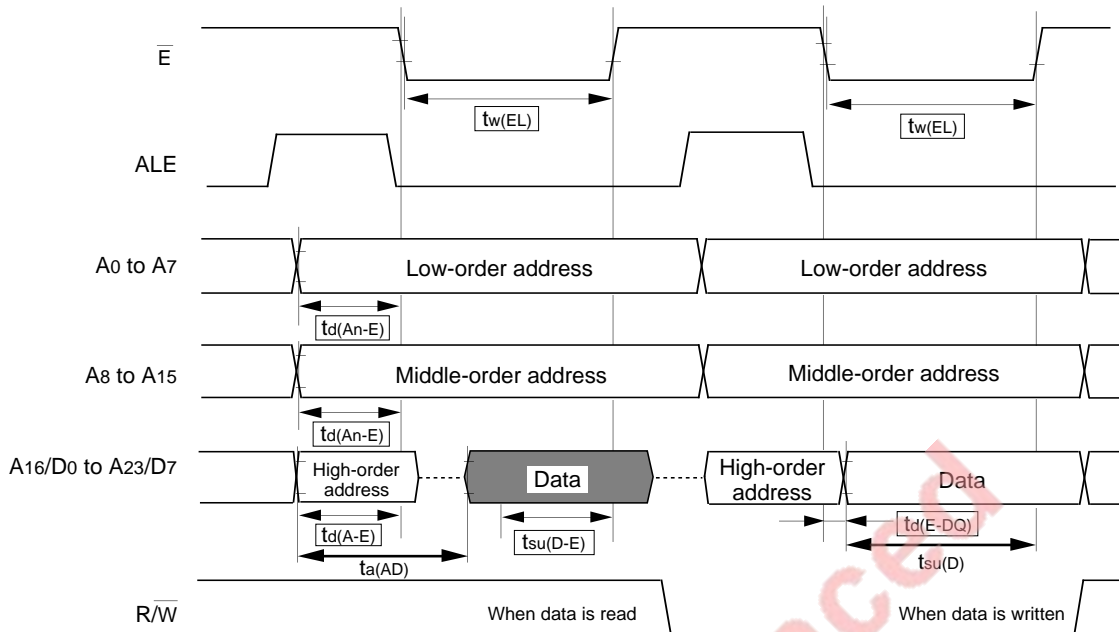 E
tw(EL) tw(EL)
ALE
A0 to A7 Low-order address Low-order address
td(An-E)
A8 to A15 Middle-order address Middle-order address
td(An-E)
A16/D0 to A23/D7 High-order address Data High-order address Data
td(A-E) tsu(D-E) td(E-DQ)
ta(AD) tsu(D)
R/W When data is read When data is written